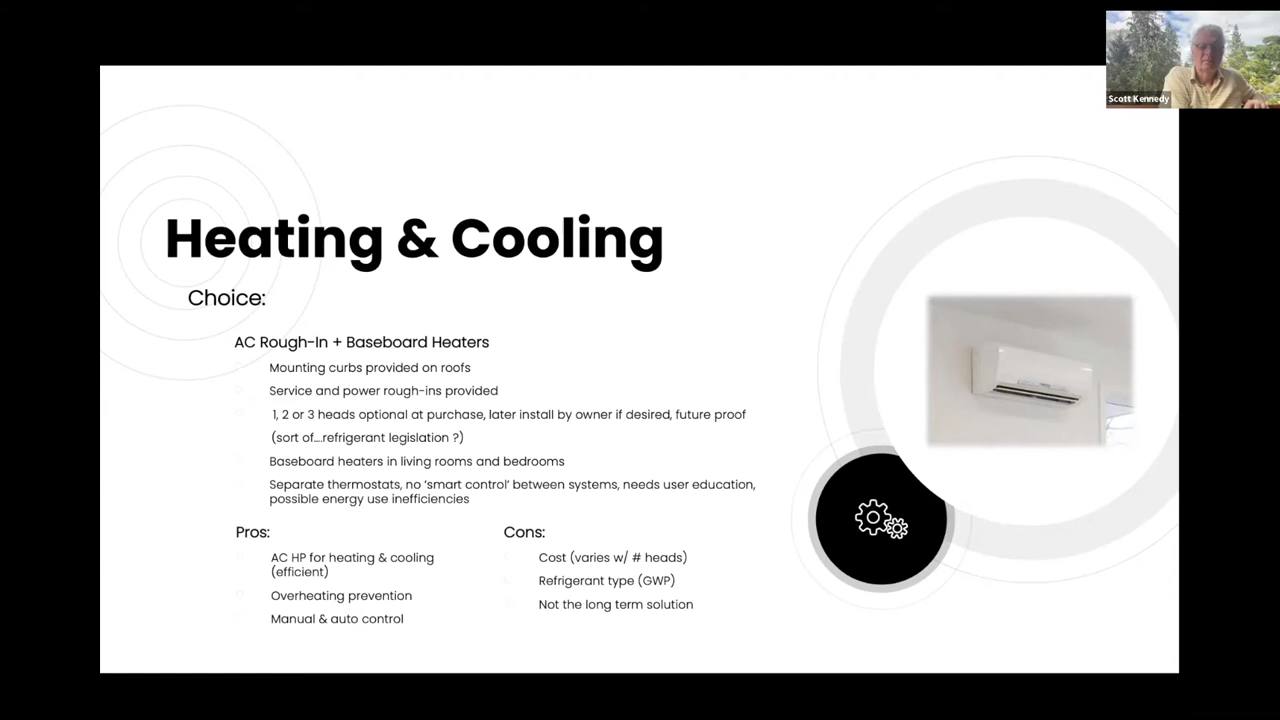 Scott Kennedy
Heating & Cooling
Choice:
AC Rough-In + Baseboard Heaters
Mounting curbs provided on roofs
Service and power rough-ins provided
1, 2 or 3 heads optional at purchase, later install by owner if desired, future proof
(sort of....refrigerant legislation ?)
Baseboard heaters in living rooms and bedrooms
Separate thermostats, no ‘smart control’ between systems, needs user education,
possible energy use inefficiencies
Pros:
AC HP for heating & cooling
(efficient)
Overheating prevention
Manual & auto control
Cons:
Cost (varies w/ # heads)
Refrigerant type (GWP)
Not the long term solution